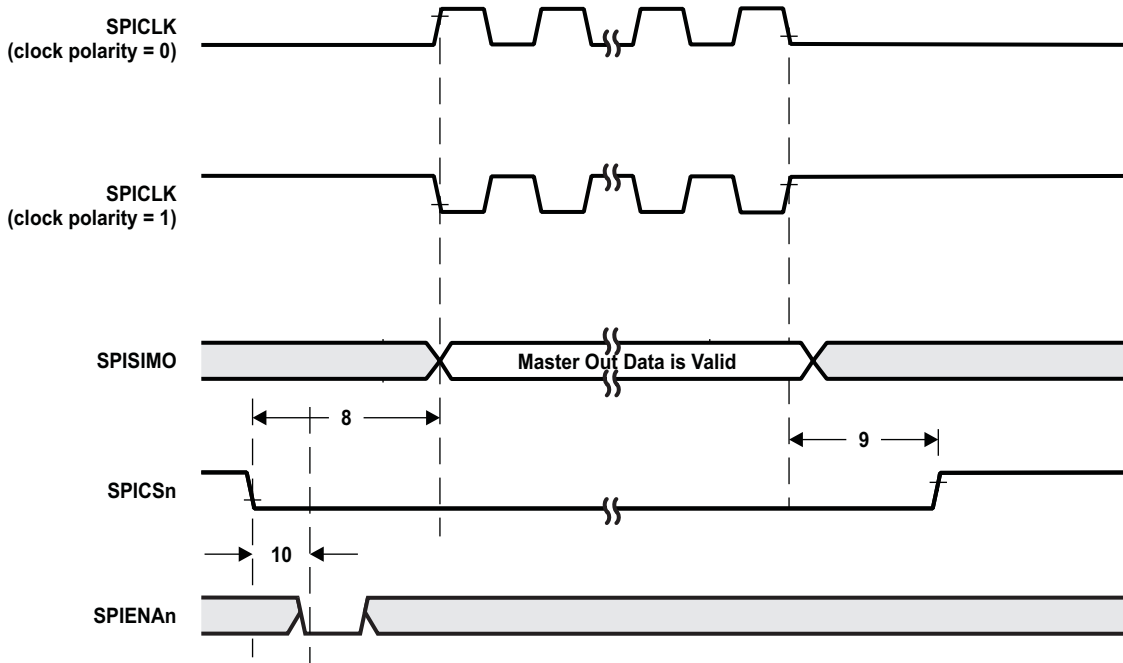 SPICLK
(clock polarity = 0)
SPICLK
(clock polarity = 1)
SPISIMO
Master Out Data is Valid
8
9
SPICSn
10
SPIENAn